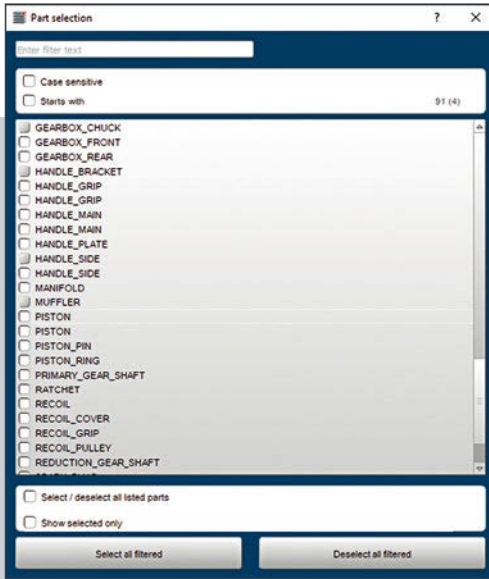 Part selection
?
Enter filter text
Case sensitive
Starts with 91 (4)
GEARBOX_CHUCK
GEARBOX_FRONT
GEARBOX_REAR
HANDLE_BRACKET
HANDLE_GRIP
HANDLE_GRIP
HANDLE_MAIN
HANDLE_MAIN
HANDLE_PLATE
HANDLE_SIDE
HANDLE_SIDE
MANIFOLD
MUFFLER
PISTON
PISTON
PISTON_PIN
PISTON_RING
PRIMARY_GEAR_SHAFT
RATCHET
RECOIL
RECOIL_COVER
RECOIL_GRIP
RECOIL_PULLEY
REDUCTION_GEAR_SHAFT
Select / deselect all listed parts
Show selected only
Select all filtered Deselect all filtered